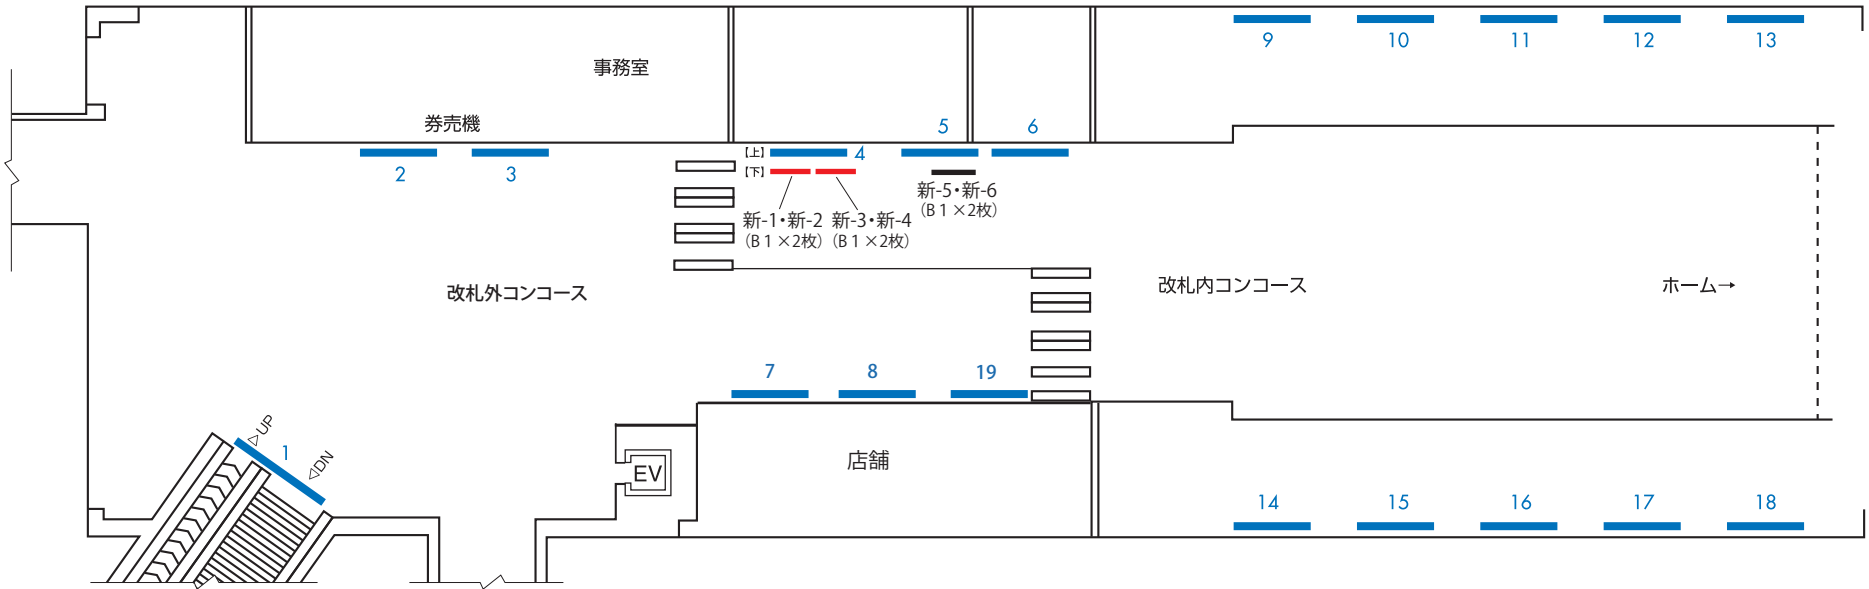 9
10
11
12
13
事務室
券売機
5
6
【上】
4
【下】
2
3
新-1・新-2
(B1×2枚)
新-3・新-4
(B1×2枚)
新-5・新-6
(B1×2枚)
改札外コンコース
改札内コンコース
ホーム→
7
8
19
UP
1
DN
EV
店舗
14
15
16
17
18